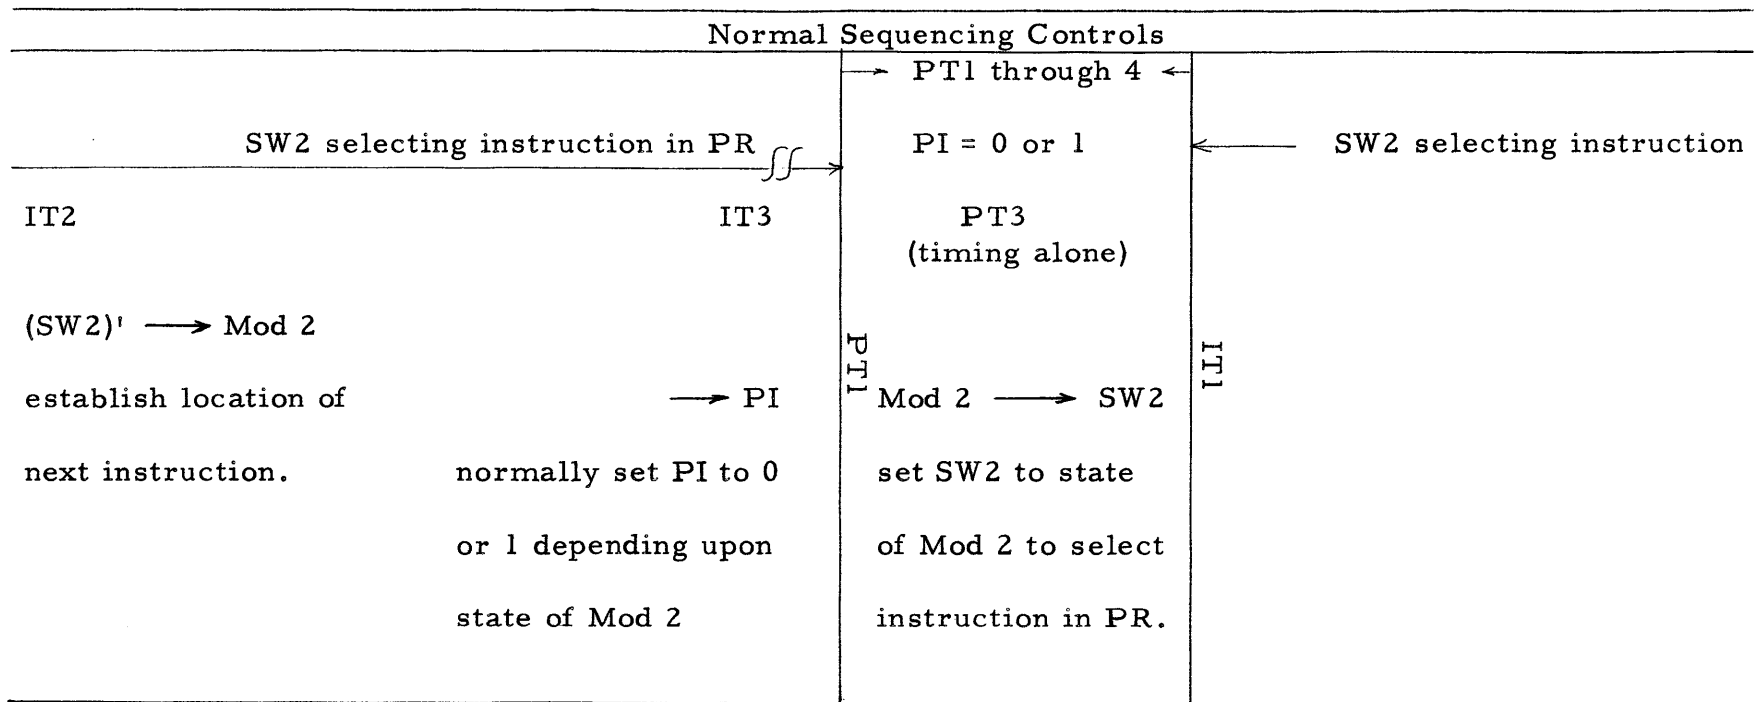 Normal Sequencing Controls
→ PT1 through 4 ←
SW2 selecting instruction in PR
PI = 0 or 1
SW2 selecting instruction
IT2
IT3
PT3
(timing alone)
(SW2)' → Mod 2
PT1
IT1
establish location of
→ PI
Mod 2 → SW2
next instruction.
normally set PI to 0
set SW2 to state
or 1 depending upon
of Mod 2 to select
state of Mod 2
instruction in PR.